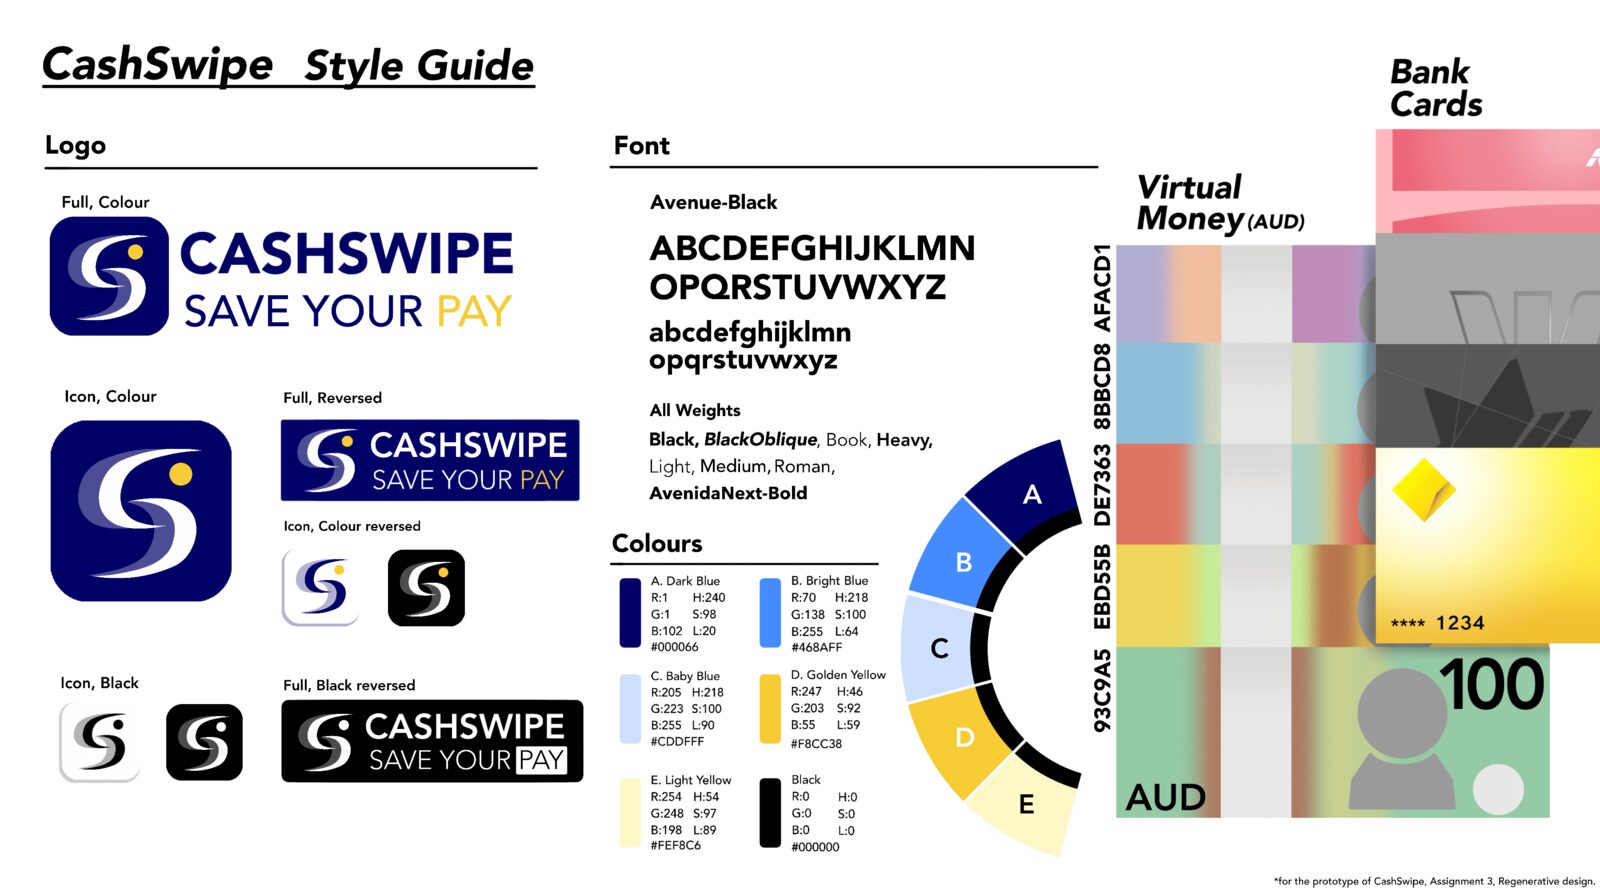 CashSwipe Style Guide
Logo
Full, Colour
CASHSWIPE
SAVE YOUR PAY
Icon, Colour
Full, Reversed
CASHSWIPE
SAVE YOUR PAY
Icon, Colour reversed
Icon, Black
Full, Black reversed
CASHSWIPE
SAVE YOUR PAY
Font
Avenue-Black
ABCDEFGHIJKLMN
OPQRSTUVWXYZ
abcdefghijklmn
opqrstuvwxyz
All Weights
Black, BlackOblique, Book, Heavy,
Light, Medium, Roman,
AvenidaNext-Bold
Colours
A. Dark Blue
R:1 H:240
G:1 S:98
B:102 L:20
#000066
B. Bright Blue
R:70 H:218
G:138 S:100
B:255 L:64
#468AFF
C. Baby Blue
R:205 H:218
G:223 S:100
B:255 L:90
#CDDFFF
D. Golden Yellow
R:247 H:46
G:203 S:92
B:55 L:59
#F8CC38
E. Light Yellow
R:254 H:54
G:248 S:97
B:198 L:89
#FEF8C6
Black
R:0 H:0
G:0 S:0
B:0 L:0
#000000
A
B
C
D
E
Virtual
Money (AUD)
AFACD1
8BBCD8
DE7363
EBD55B
93C9A5
100
AUD
Bank
Cards
**** 1234
*for the prototype of CashSwipe, Assignment 3, Regenerative design.